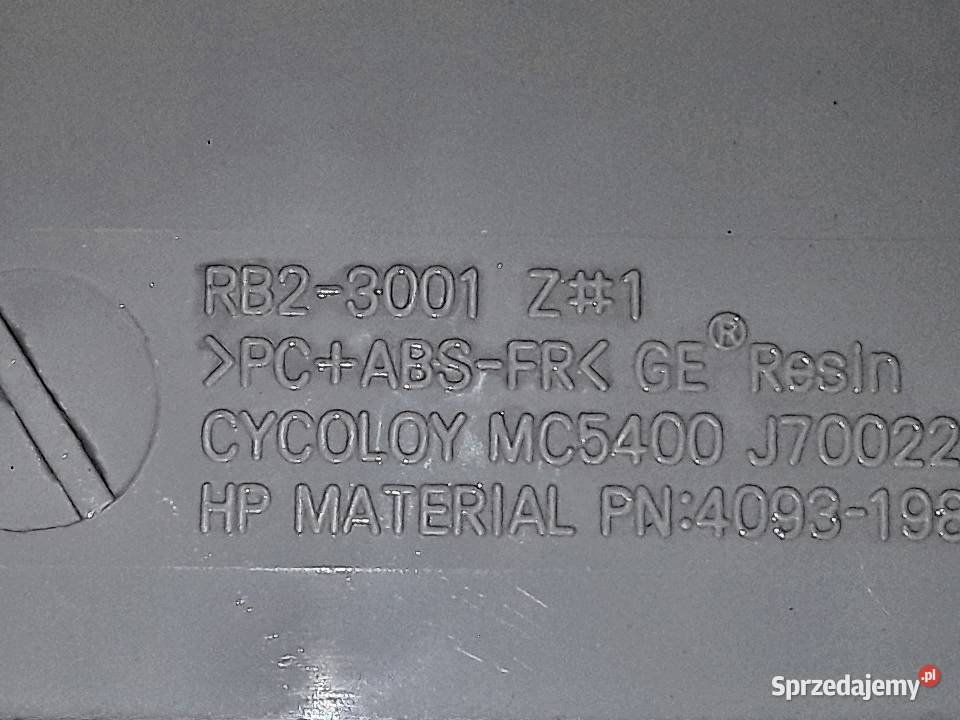 RB2-3001 Z#1
>PC+ABS-FR< GE® Resin
CYCOLOY MC5400 J70022
HP MATERIAL PN:4093-198
Sprzedajemy.pl